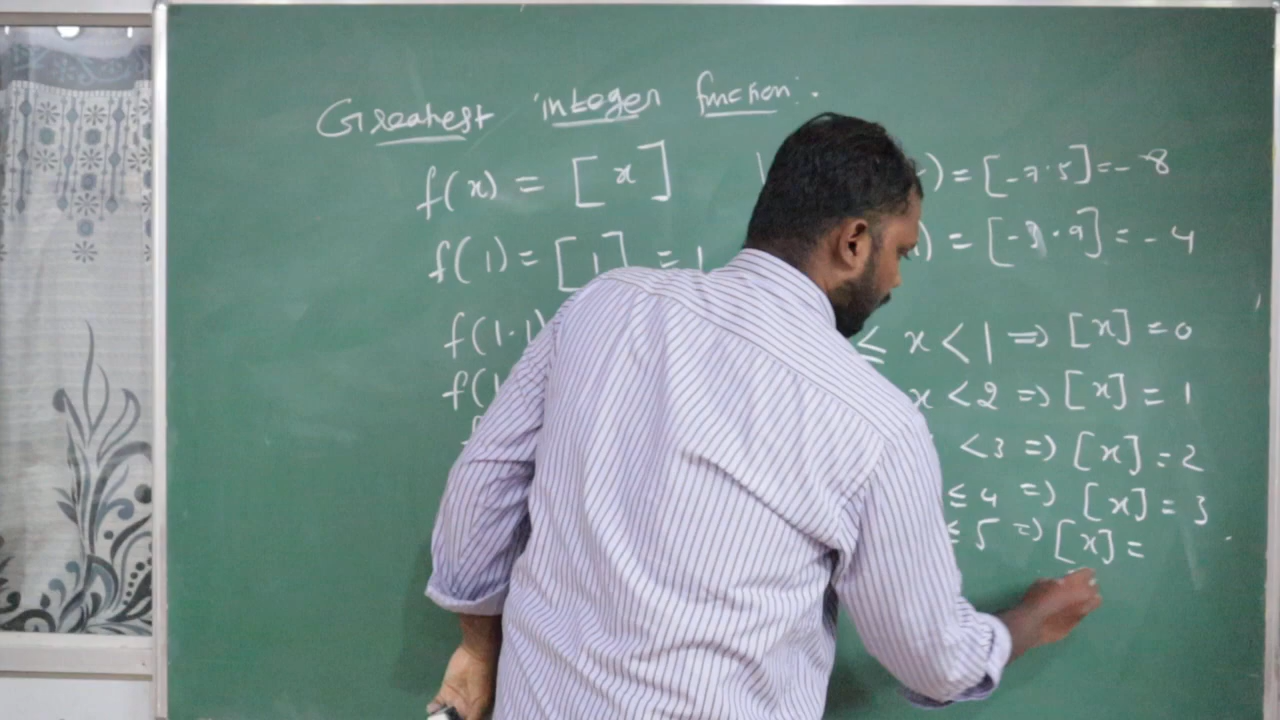 Greatest integer function:.
f(x) = [x]
f(1) = [1] = 1
f(1.1)
f(1
) = [-7.5] = -8
) = [-3.9] = -4
≤ x < 1 => [x] = 0
x < 2 => [x] = 1
< 3 => [x] = 2
≤ 4 => [x] = 3
≤ 5 => [x] =